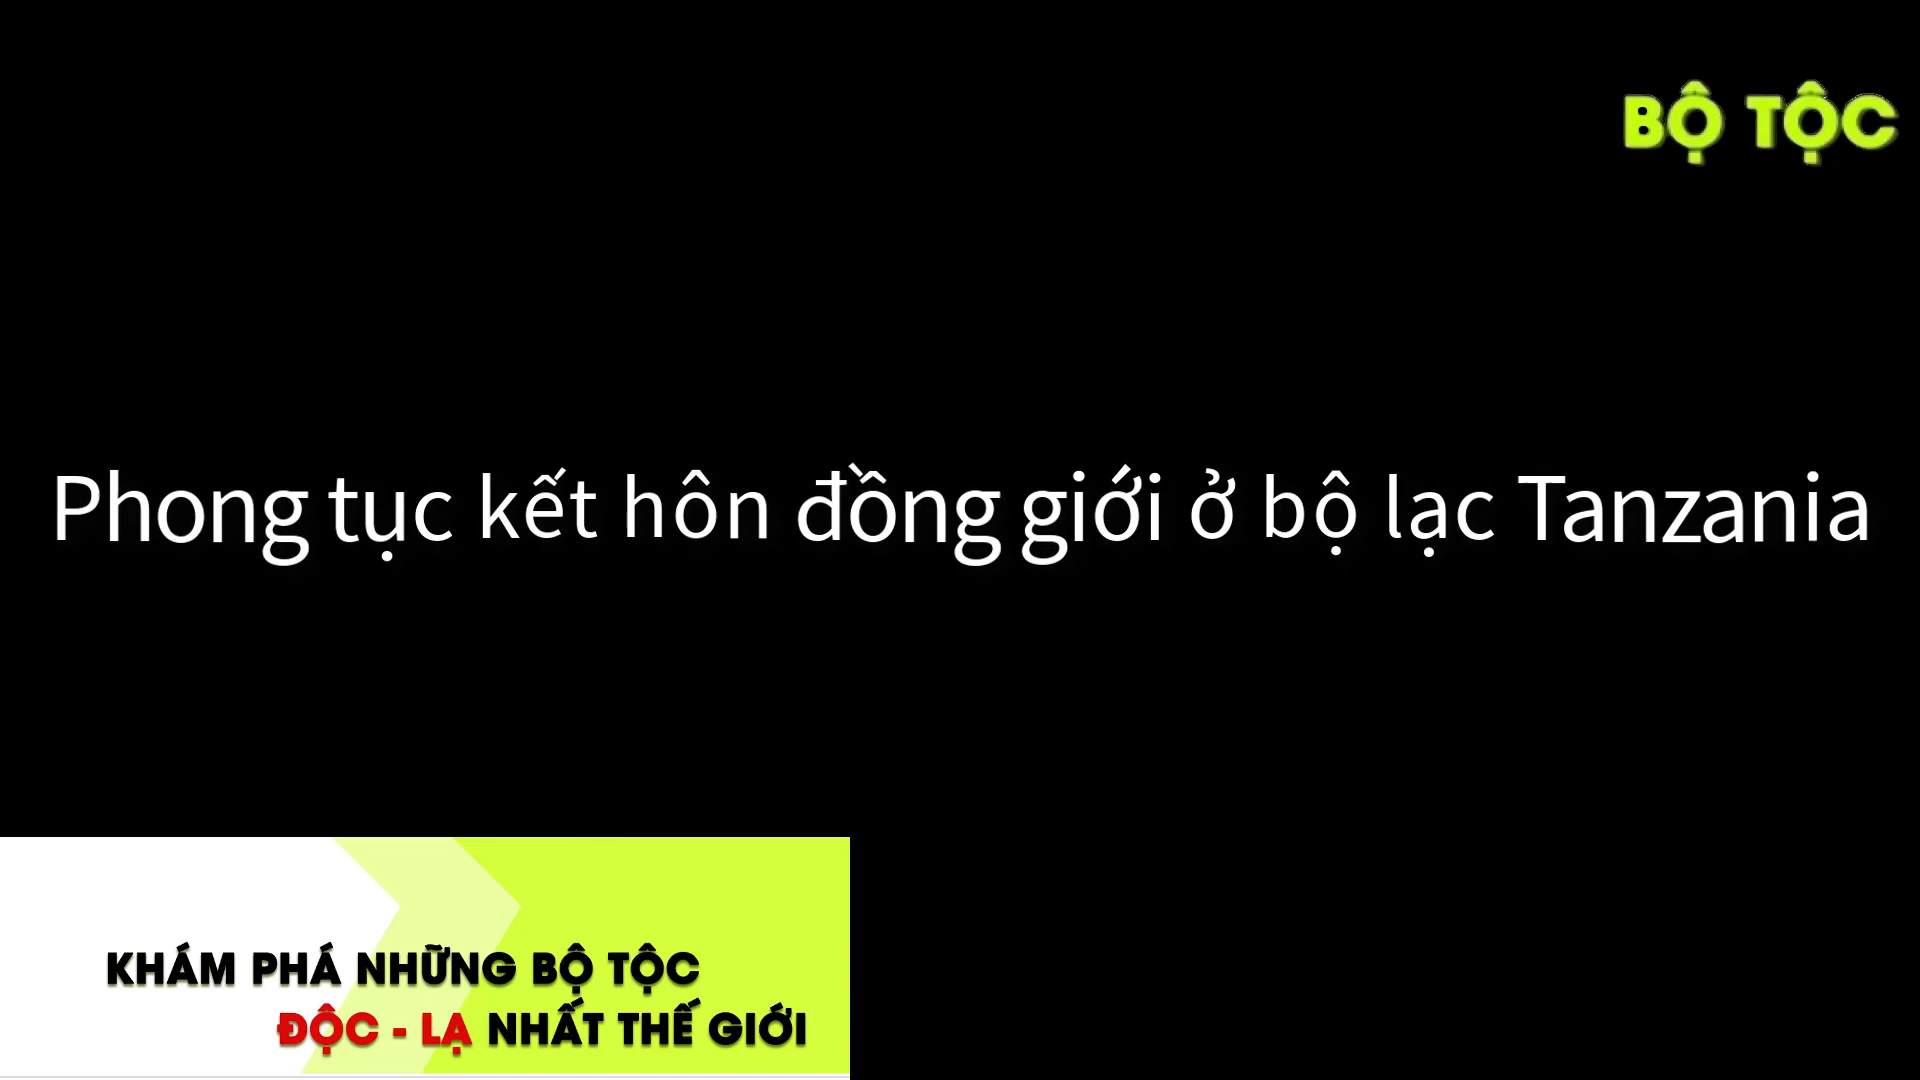 BỘ TỘC
Phong tục kết hôn đồng giới ở bộ lạc Tanzania
KHÁM PHÁ NHỮNG BỘ TỘC
ĐỘC - LẠ NHẤT THẾ GIỚI